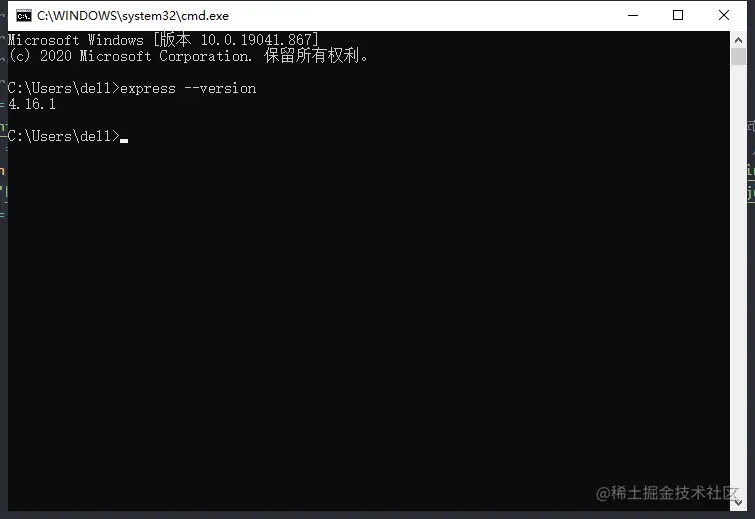 C:\WINDOWS\system32\cmd.exe
Microsoft Windows [版本 10.0.19041.867]
(c) 2020 Microsoft Corporation. 保留所有权利。
C:\Users\dell>express --version
4.16.1
C:\Users\dell>
@稀土掘金技术社区